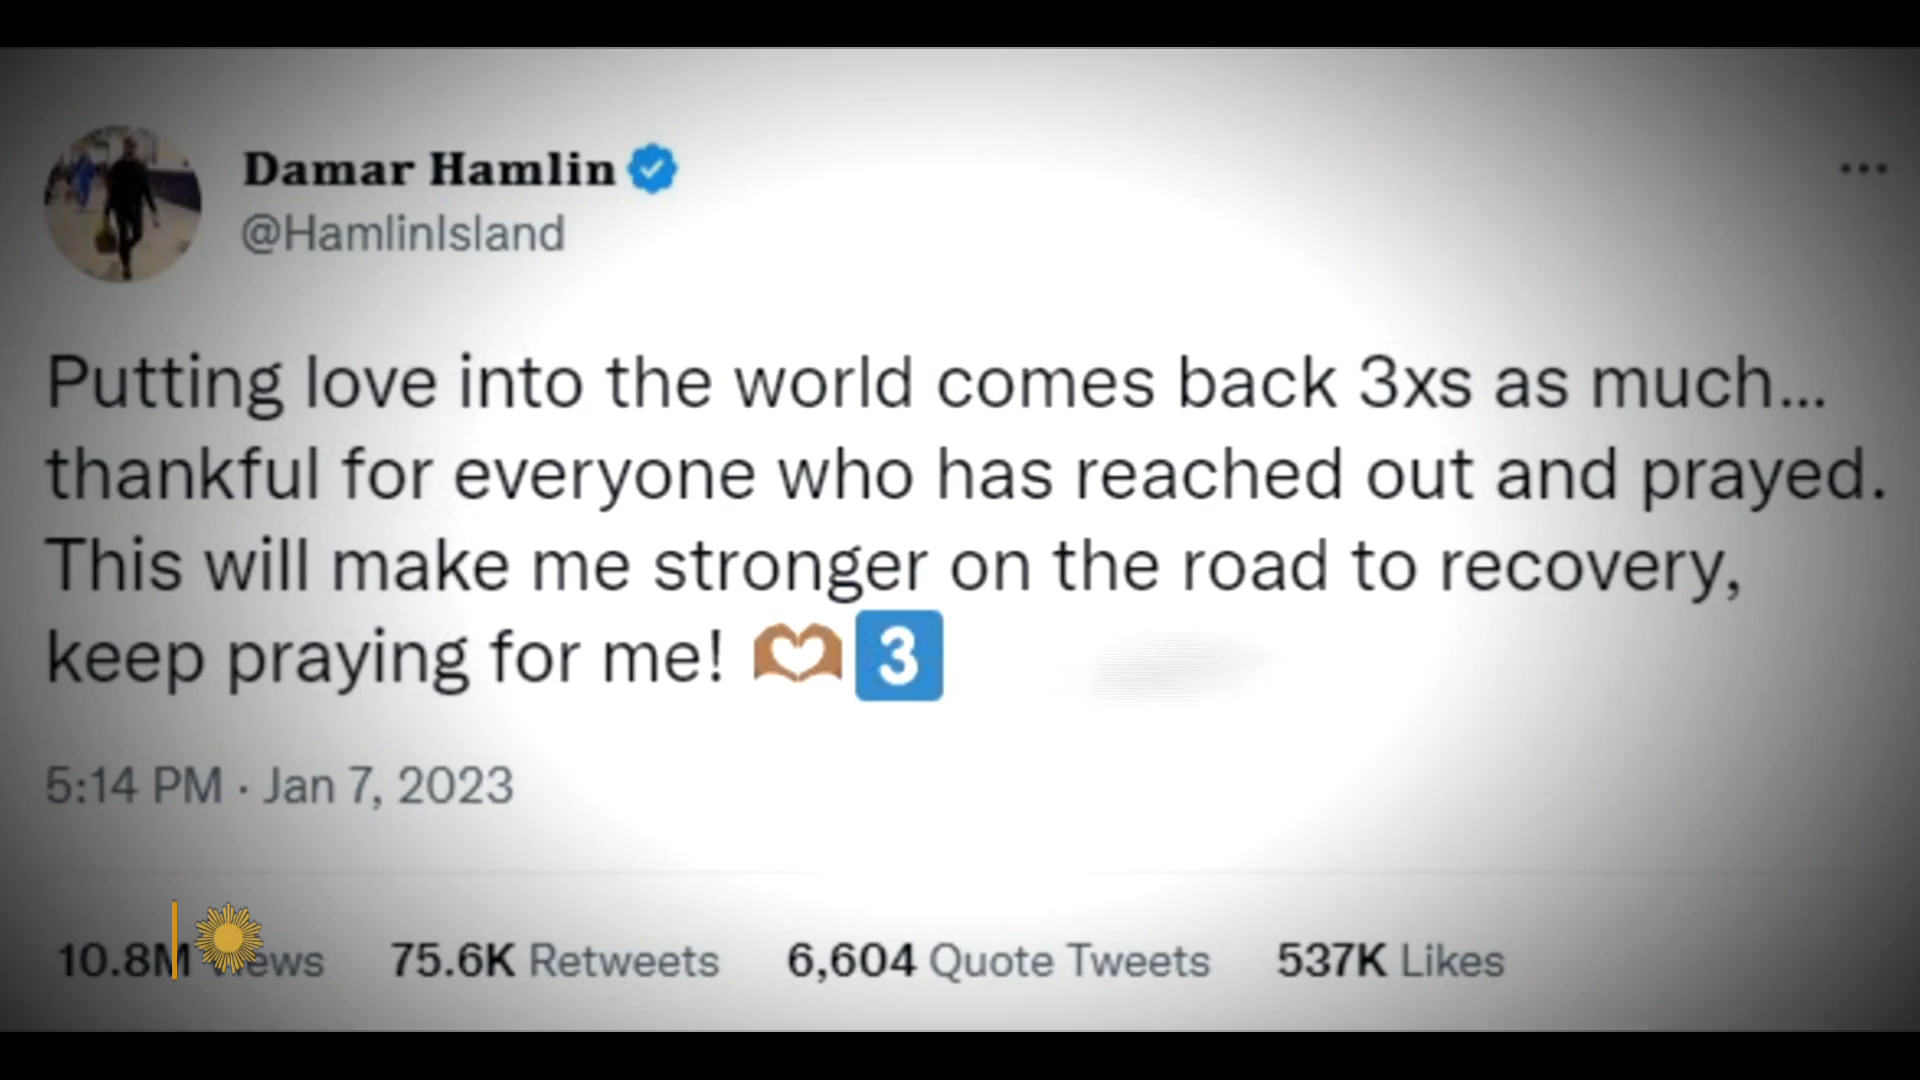 Damar Hamlin
@HamlinIsland
Putting love into the world comes back 3xs as much...
thankful for everyone who has reached out and prayed.
This will make me stronger on the road to recovery,
keep praying for me! 🫶🏽3️⃣
5:14 PM · Jan 7, 2023
10.8M 75.6K Retweets 6,604 Quote Tweets 537K Likes